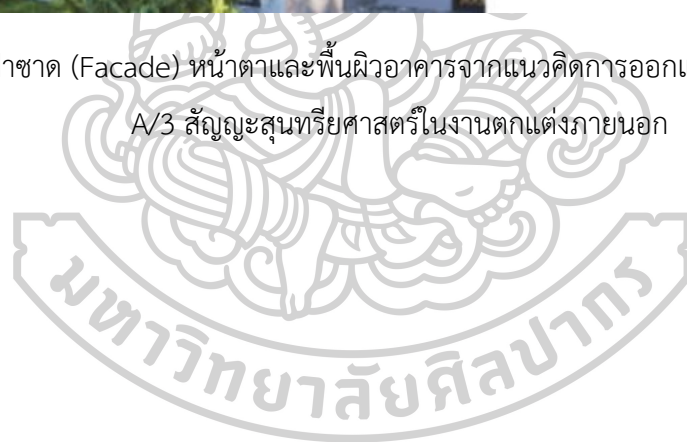 าซาด (Facade) หน้าตาและพื้นผิวอาคารจากแนวคิดการออกเ
A/3 สัญญะสุนทรียศาสตร์ในงานตกแต่งภายนอก
มหาวิทยาลัยศิลปากร